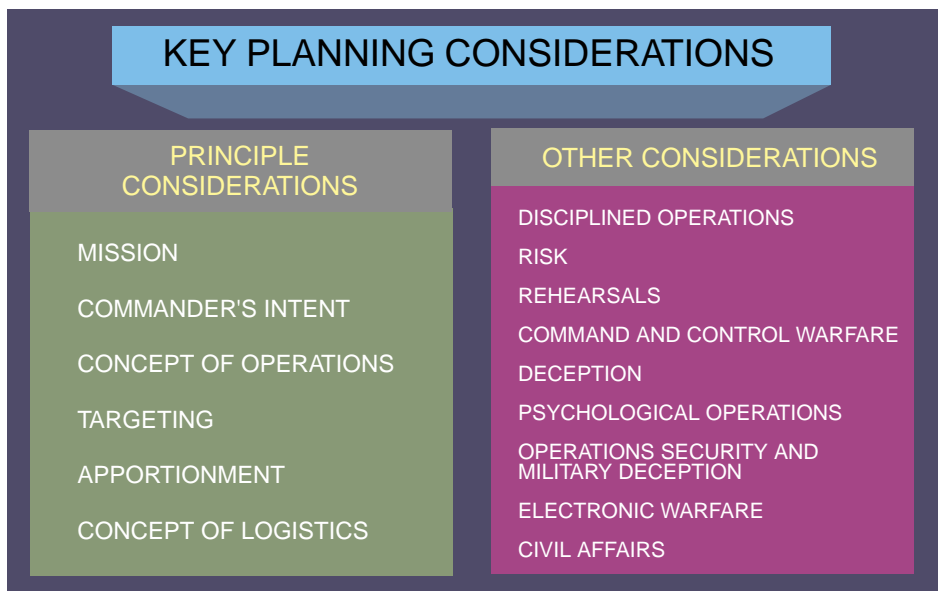 KEY PLANNING CONSIDERATIONS
PRINCIPLE
CONSIDERATIONS
MISSION
COMMANDER'S INTENT
CONCEPT OF OPERATIONS
TARGETING
APPORTIONMENT
CONCEPT OF LOGISTICS
OTHER CONSIDERATIONS
DISCIPLINED OPERATIONS
RISK
REHEARSALS
COMMAND AND CONTROL WARFARE
DECEPTION
PSYCHOLOGICAL OPERATIONS
OPERATIONS SECURITY AND
MILITARY DECEPTION
ELECTRONIC WARFARE
CIVIL AFFAIRS